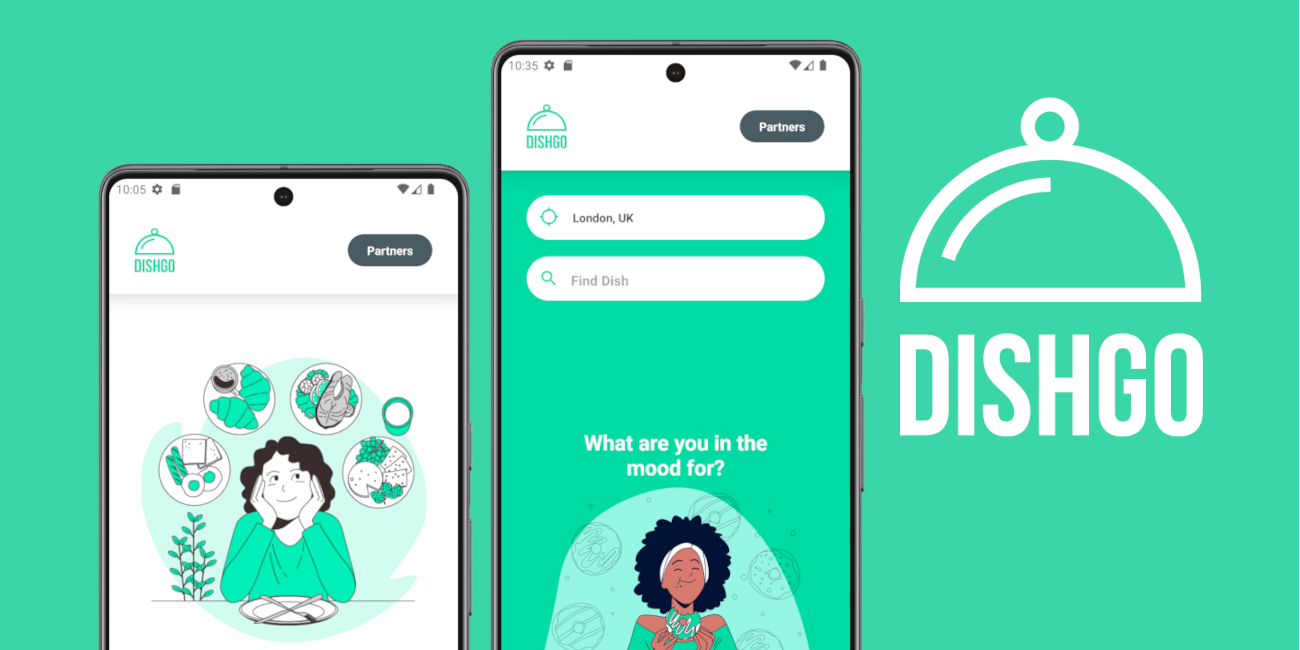 10:05
DISHGO
Partners
10:35
DISHGO
Partners
London, UK
Find Dish
What are you in the
mood for?
DISHGO